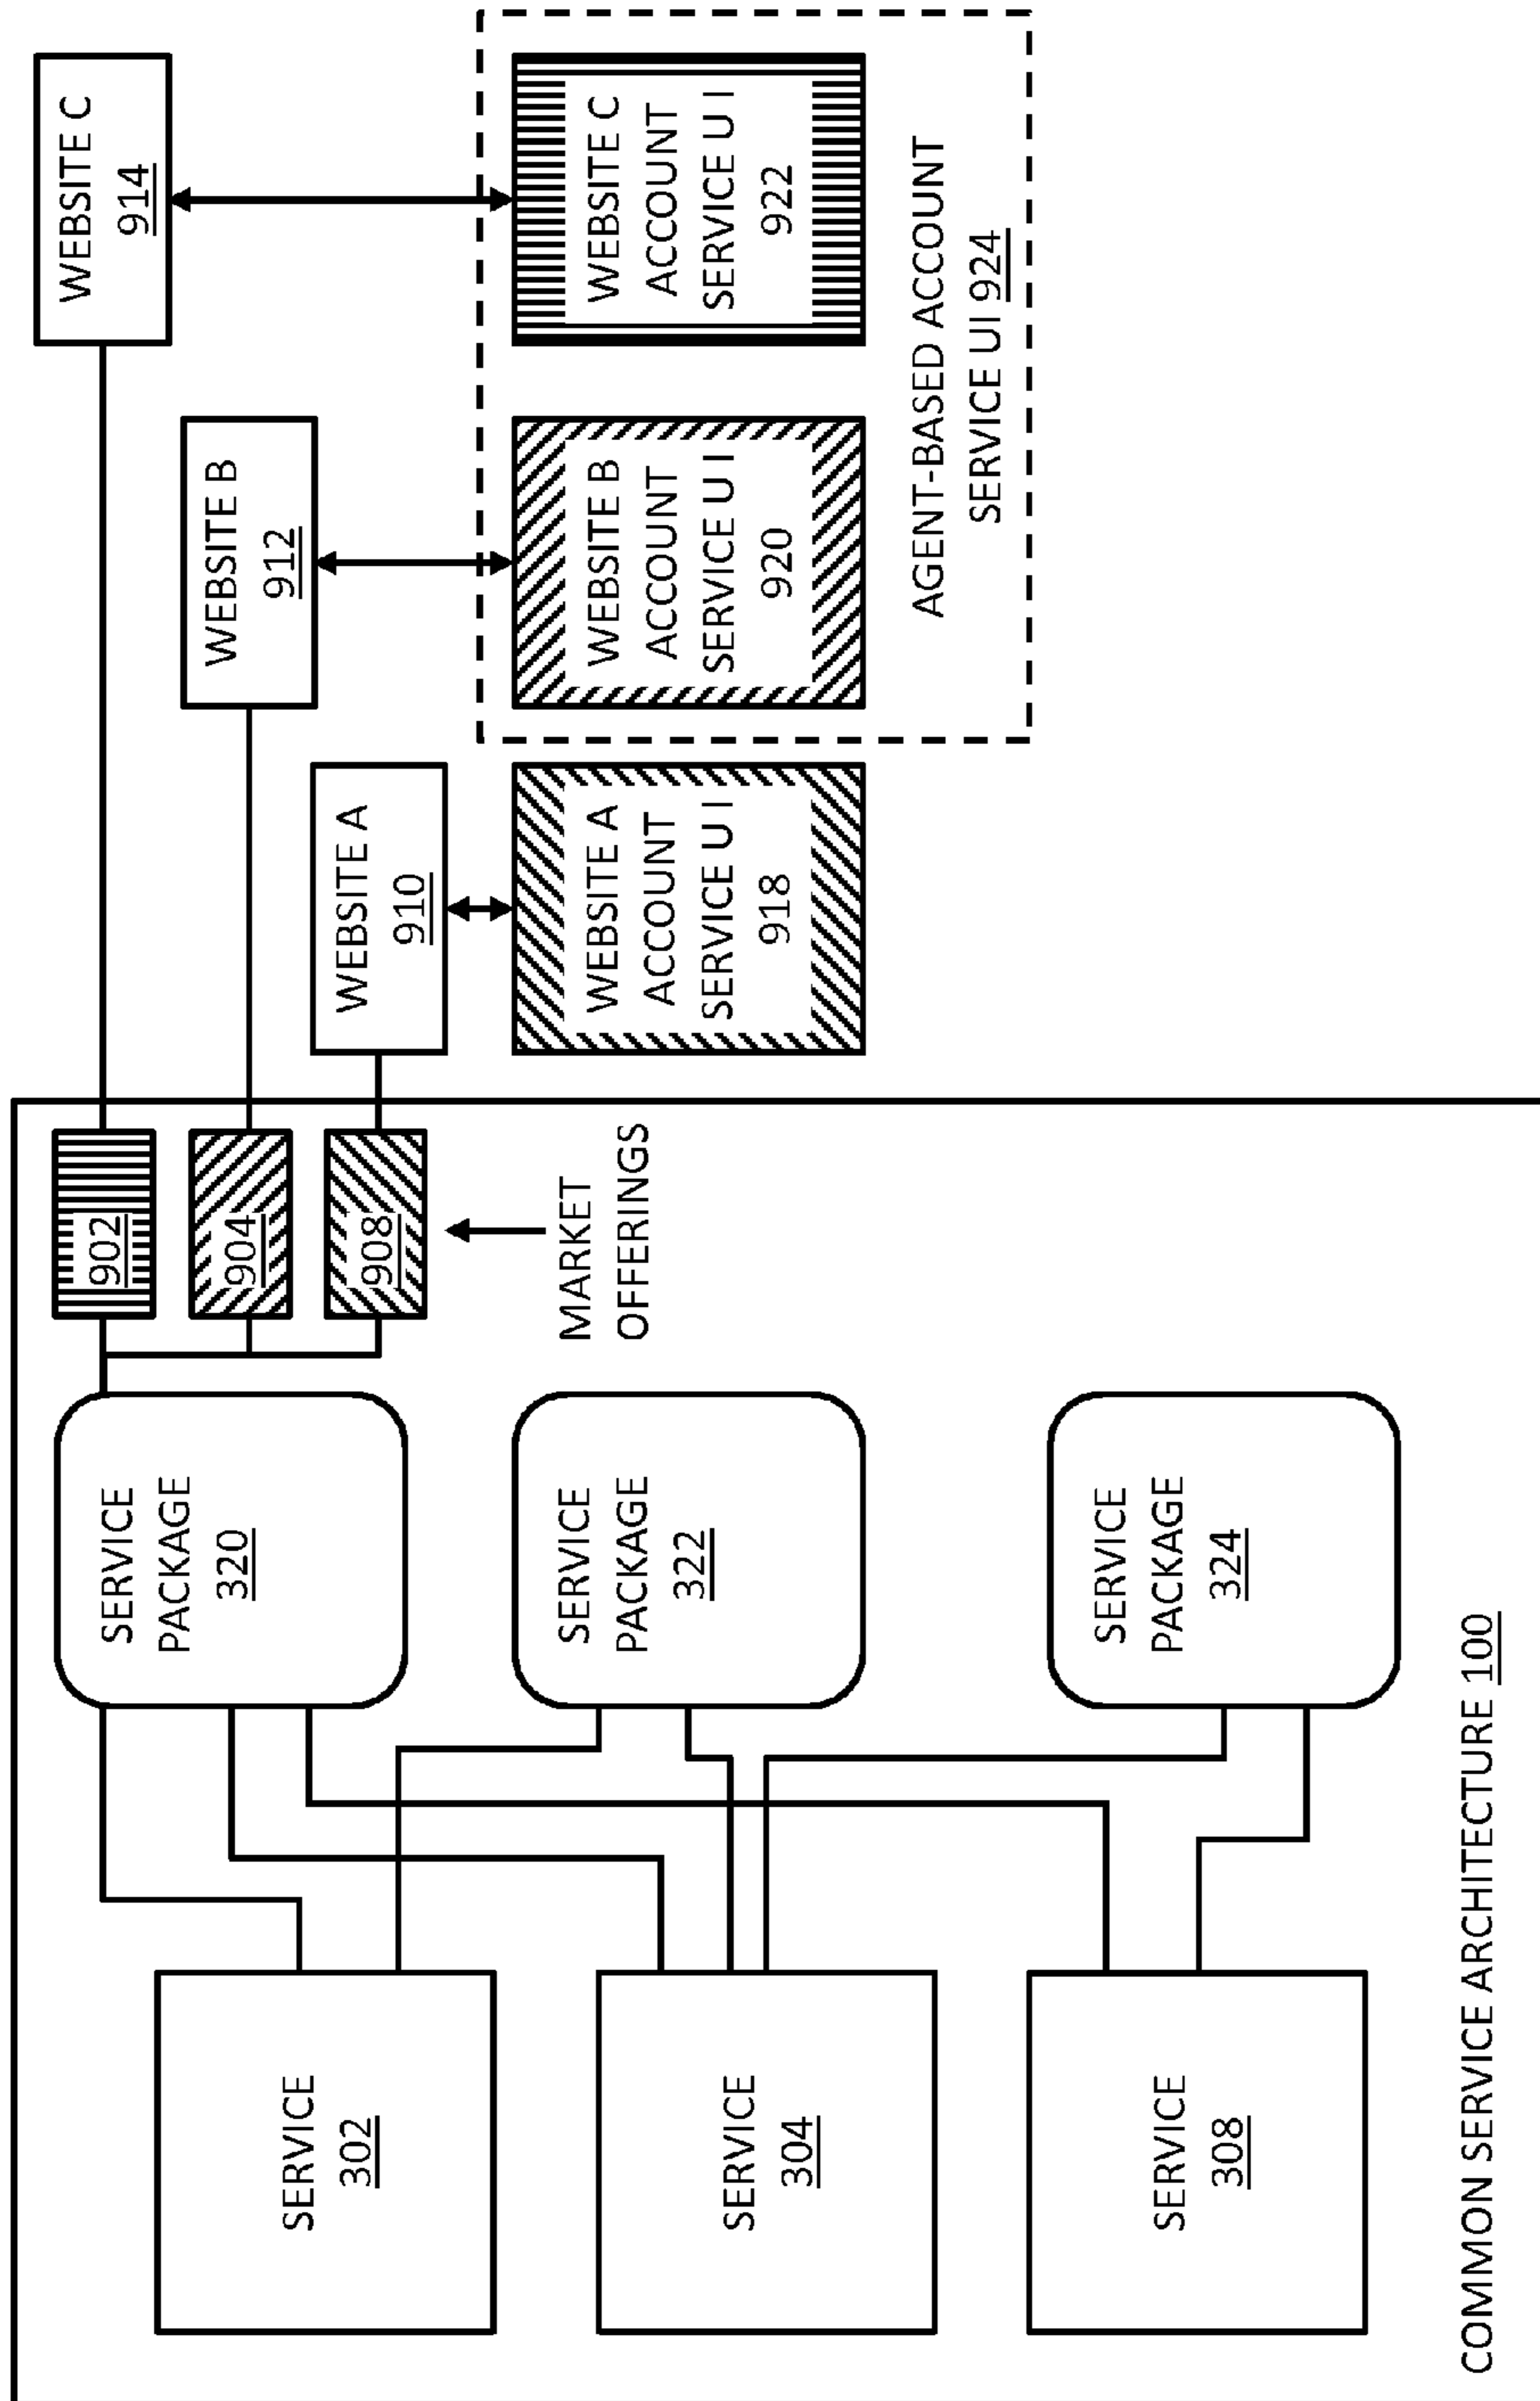 SERVICE
302
SERVICE
304
SERVICE
308
SERVICE
PACKAGE
320
SERVICE
PACKAGE
322
SERVICE
PACKAGE
324
902
904
908
MARKET
OFFERINGS
COMMON SERVICE ARCHITECTURE 100
WEBSITE A
910
WEBSITE B
912
WEBSITE C
914
WEBSITE A
ACCOUNT
SERVICE U I
918
WEBSITE B
ACCOUNT
SERVICE U I
920
WEBSITE C
ACCOUNT
SERVICE U I
922
AGENT-BASED ACCOUNT
SERVICE UI 924